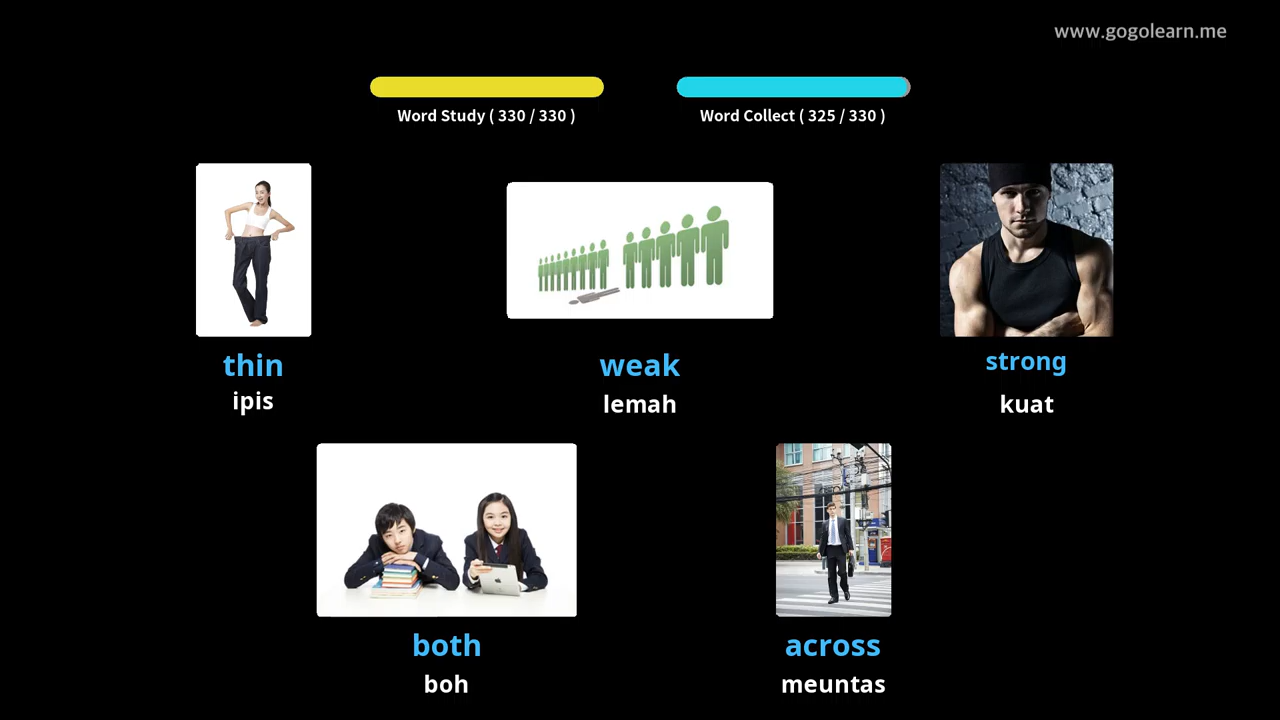 www.gogolearn.me
Word Study ( 330 / 330 )
Word Collect ( 325 / 330 )
thin
ipis
weak
lemah
strong
kuat
both
boh
across
meuntas